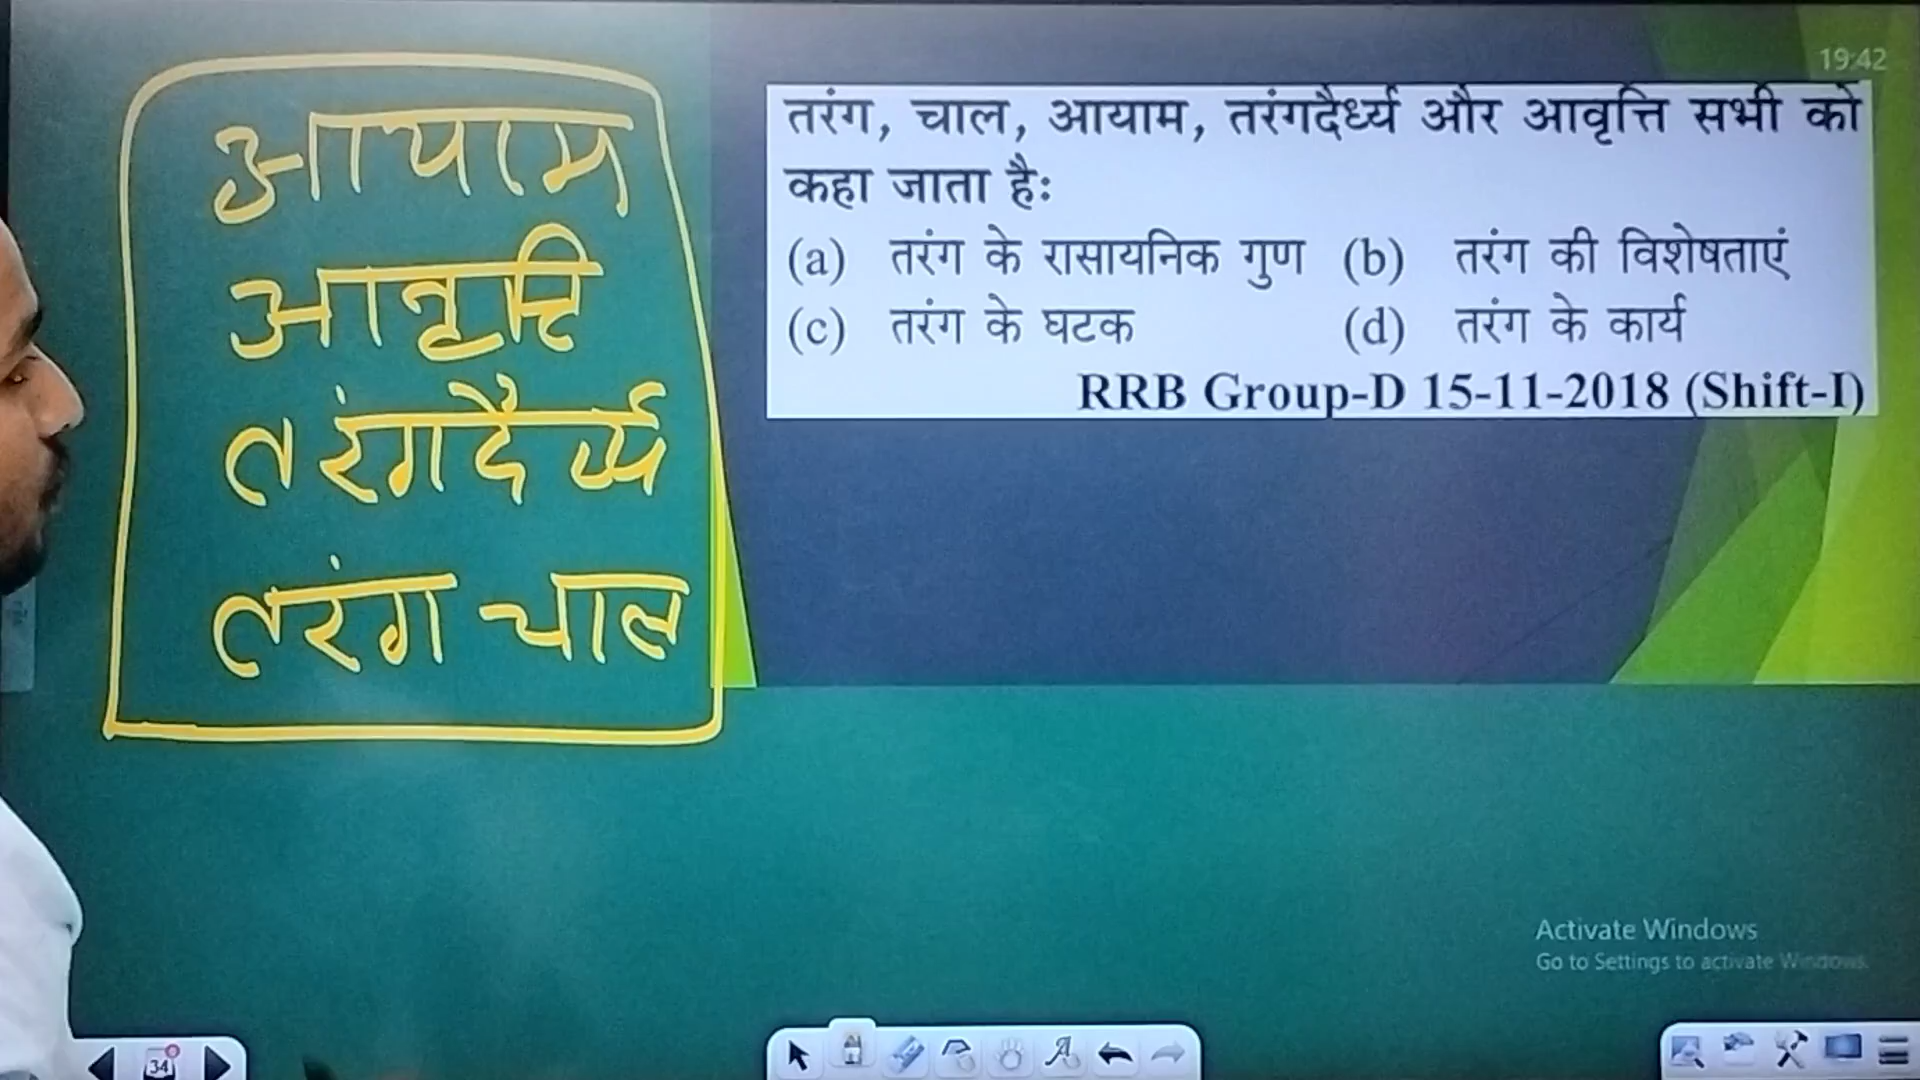 19:42
आयाम
आवृत्ति
तरंगदैर्ध्य
तरंग चाल
तरंग, चाल, आयाम, तरंगदैर्ध्य और आवृत्ति सभी को
कहा जाता है:
(a) तरंग के रासायनिक गुण (b) तरंग की विशेषताएं
(c) तरंग के घटक (d) तरंग के कार्य
RRB Group-D 15-11-2018 (Shift-I)
Activate Windows
Go to Settings to activate Windows.
34